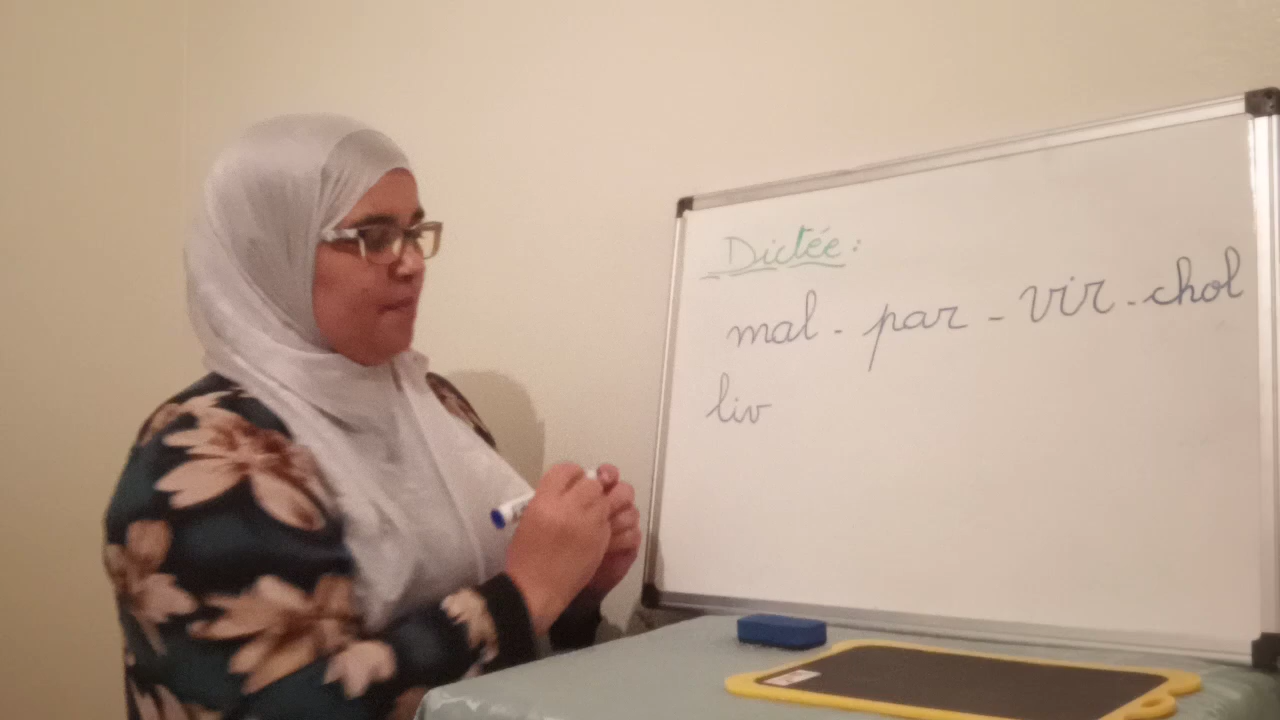 Dictée :
mal - par - vir - chol
liv